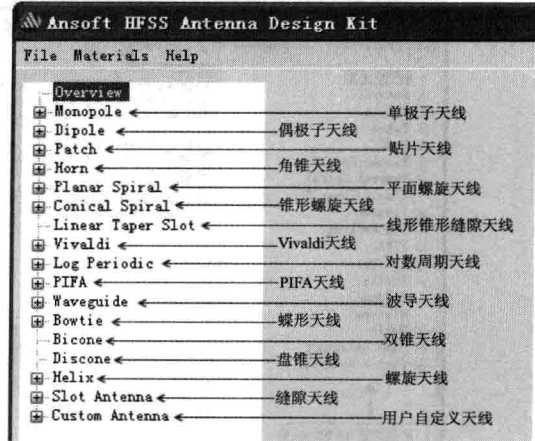 Ansoft HFSS Antenna Design Kit
File Materials Help
Overview
Monopole 单极子天线
Dipole 偶极子天线
Patch 贴片天线
Horn 角锥天线
Planar Spiral 平面螺旋天线
Conical Spiral 锥形螺旋天线
Linear Taper Slot 线形锥形缝隙天线
Vivaldi Vivaldi天线
Log Periodic 对数周期天线
PIFA PIFA天线
Waveguide 波导天线
Bowtie 蝶形天线
Bicone 双锥天线
Discone 盘锥天线
Helix 螺旋天线
Slot Antenna 缝隙天线
Custom Antenna 用户自定义天线